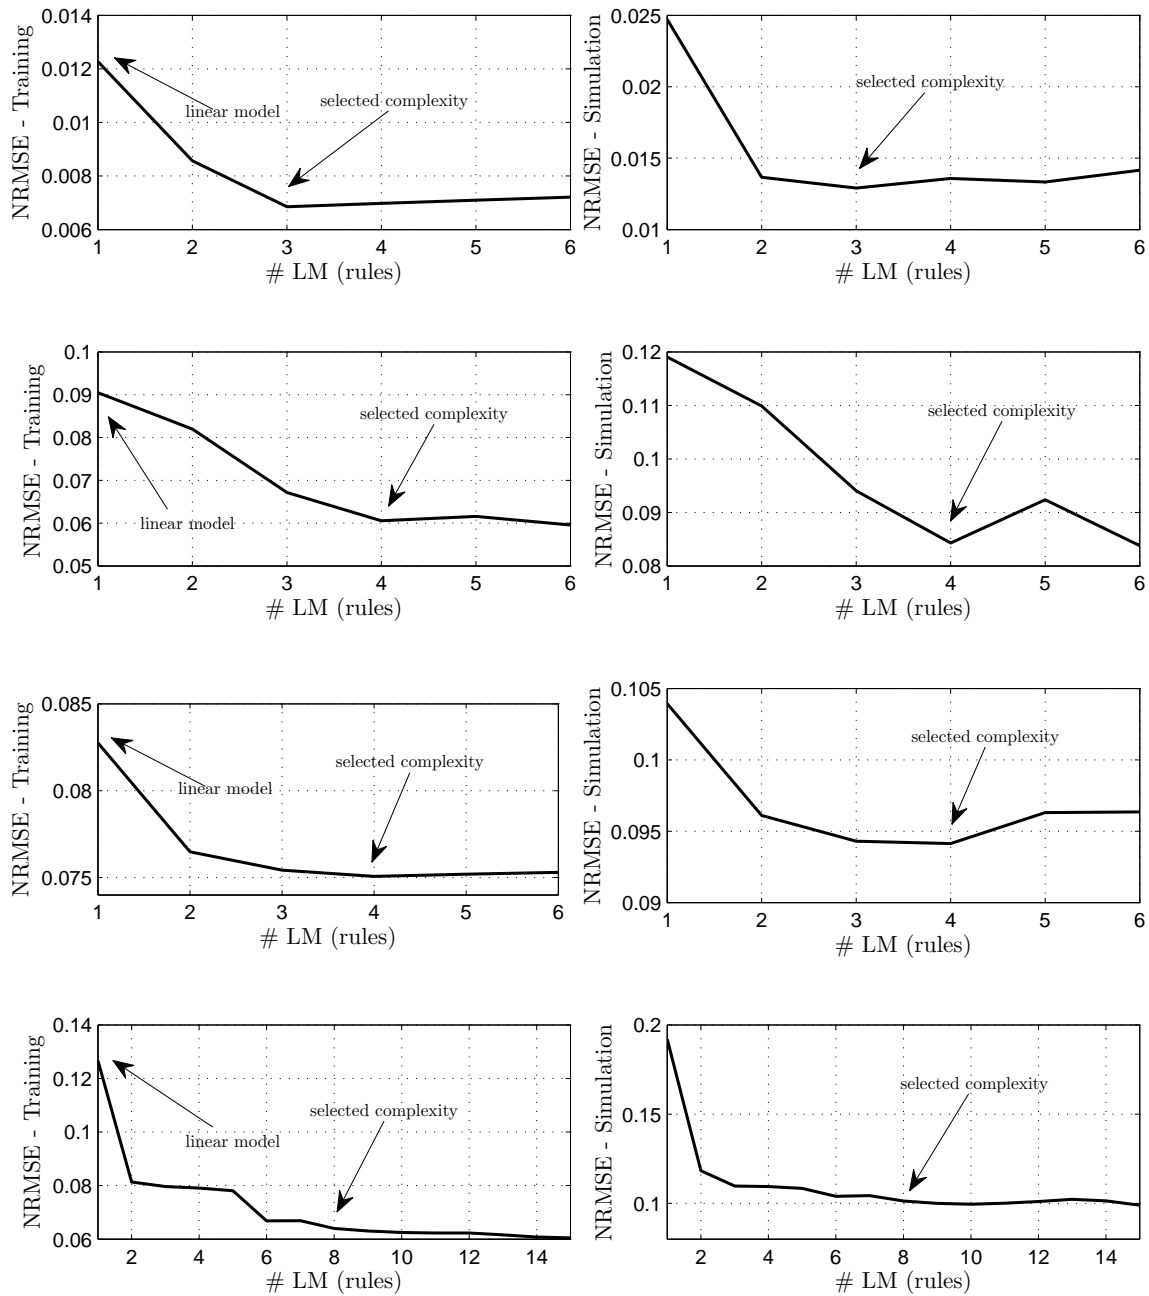 0.014
0.012
0.01
0.008
0.006
NRMSE - Training
linear model
selected complexity
1 2 3 4 5 6
# LM (rules)
0.025
0.02
0.015
0.01
NRMSE - Simulation
selected complexity
1 2 3 4 5 6
# LM (rules)
0.1
0.09
0.08
0.07
0.06
0.05
NRMSE - Training
selected complexity
linear model
1 2 3 4 5 6
# LM (rules)
0.12
0.11
0.1
0.09
0.08
NRMSE - Simulation
selected complexity
1 2 3 4 5 6
# LM (rules)
0.085
0.08
0.075
NRMSE - Training
selected complexity
linear model
1 2 3 4 5 6
# LM (rules)
0.105
0.1
0.095
0.09
NRMSE - Simulation
selected complexity
1 2 3 4 5 6
# LM (rules)
0.14
0.12
0.1
0.08
0.06
NRMSE - Training
selected complexity
linear model
2 4 6 8 10 12 14
# LM (rules)
0.2
0.15
0.1
NRMSE - Simulation
selected complexity
2 4 6 8 10 12 14
# LM (rules)